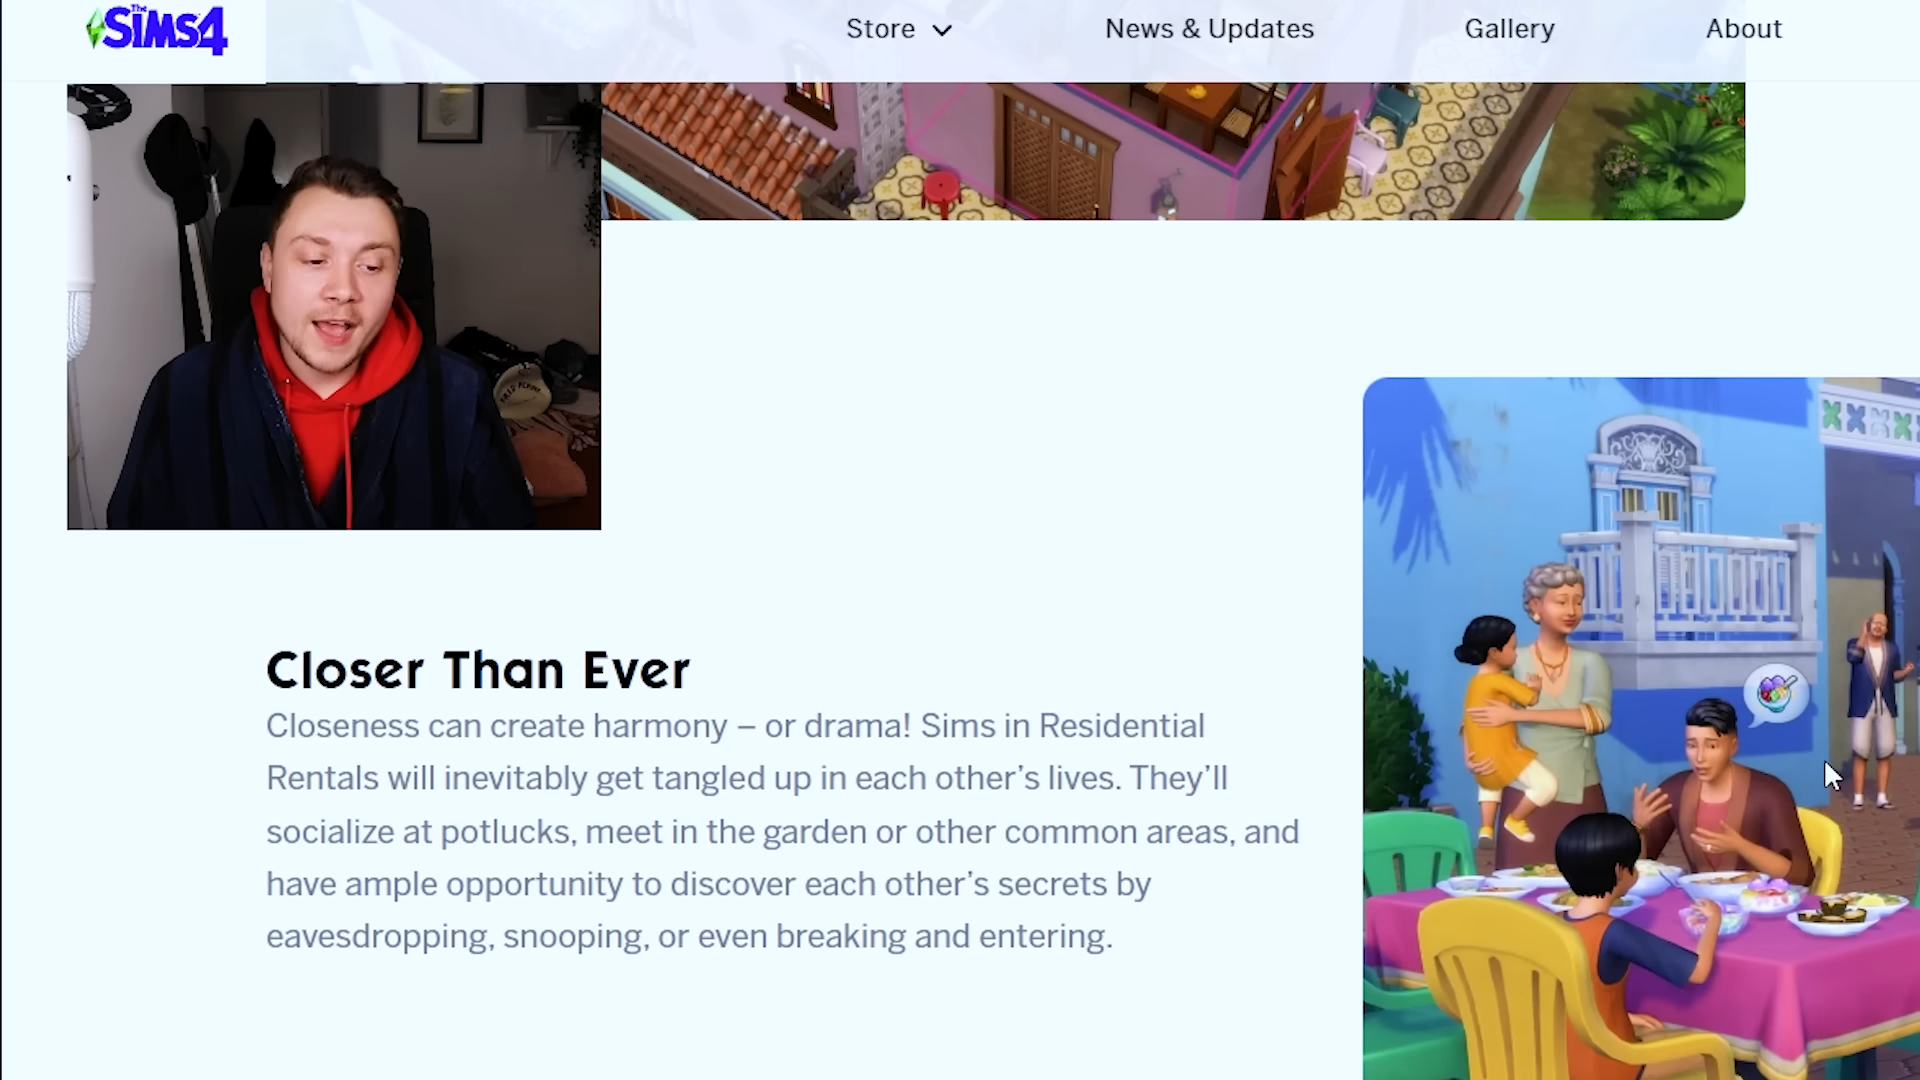 The
SiMS4
Store
News & Updates
Gallery
About
Closer Than Ever
Closeness can create harmony – or drama! Sims in Residential
Rentals will inevitably get tangled up in each other’s lives. They’ll
socialize at potlucks, meet in the garden or other common areas, and
have ample opportunity to discover each other’s secrets by
eavesdropping, snooping, or even breaking and entering.